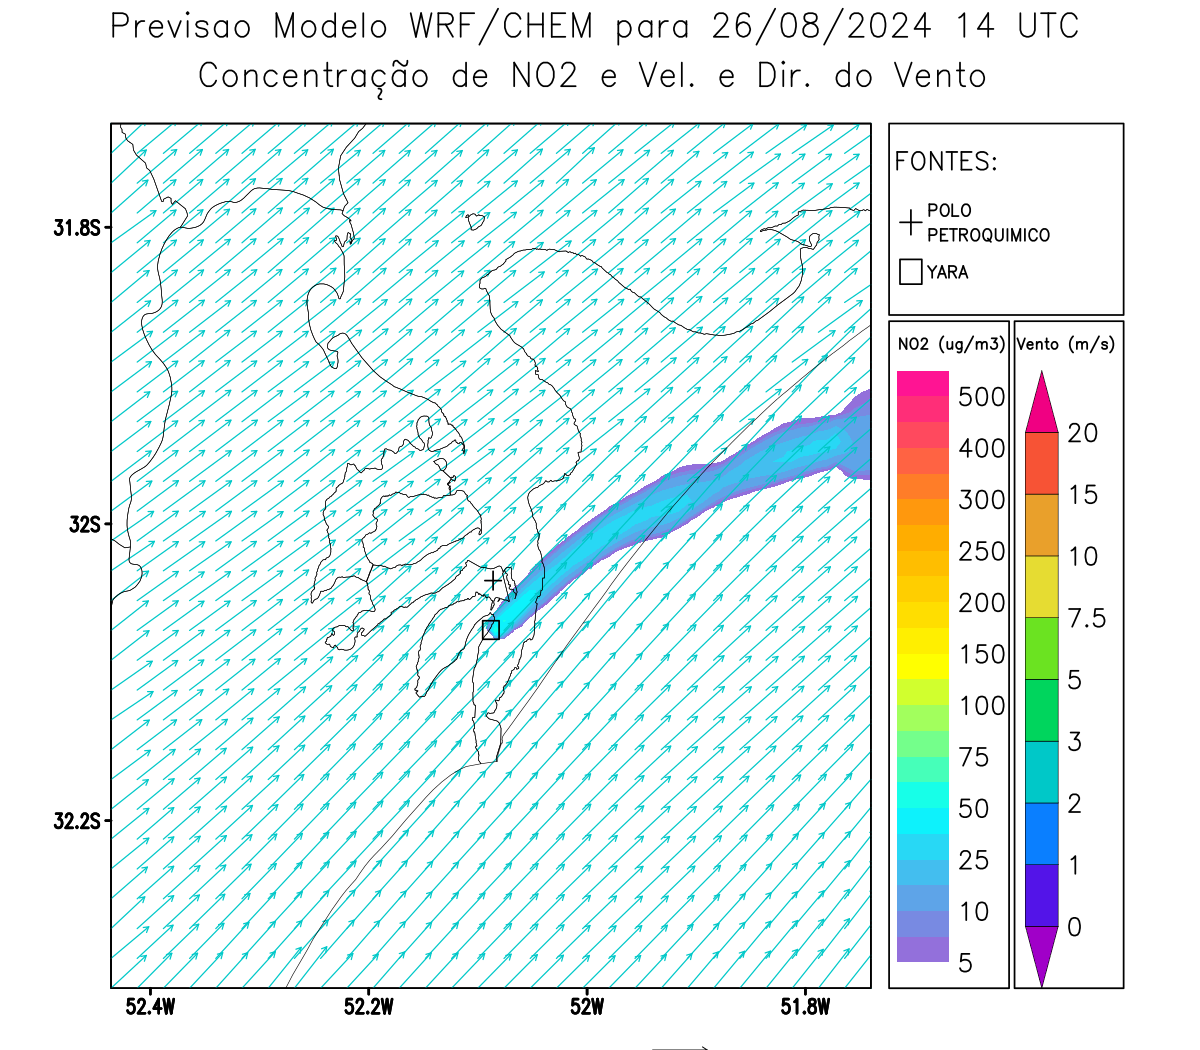 Previsao Modelo WRF/CHEM para 26/08/2024 14 UTC
Concentração de NO2 e Vel. e Dir. do Vento
FONTES:
POLO
PETROQUIMICO
YARA
NO2 (ug/m3)
500
400
300
250
200
150
100
75
50
25
10
5
Vento (m/s)
20
15
10
7.5
5
3
2
1
0
31.8S
32S
32.2S
52.4W
52.2W
52W
51.8W